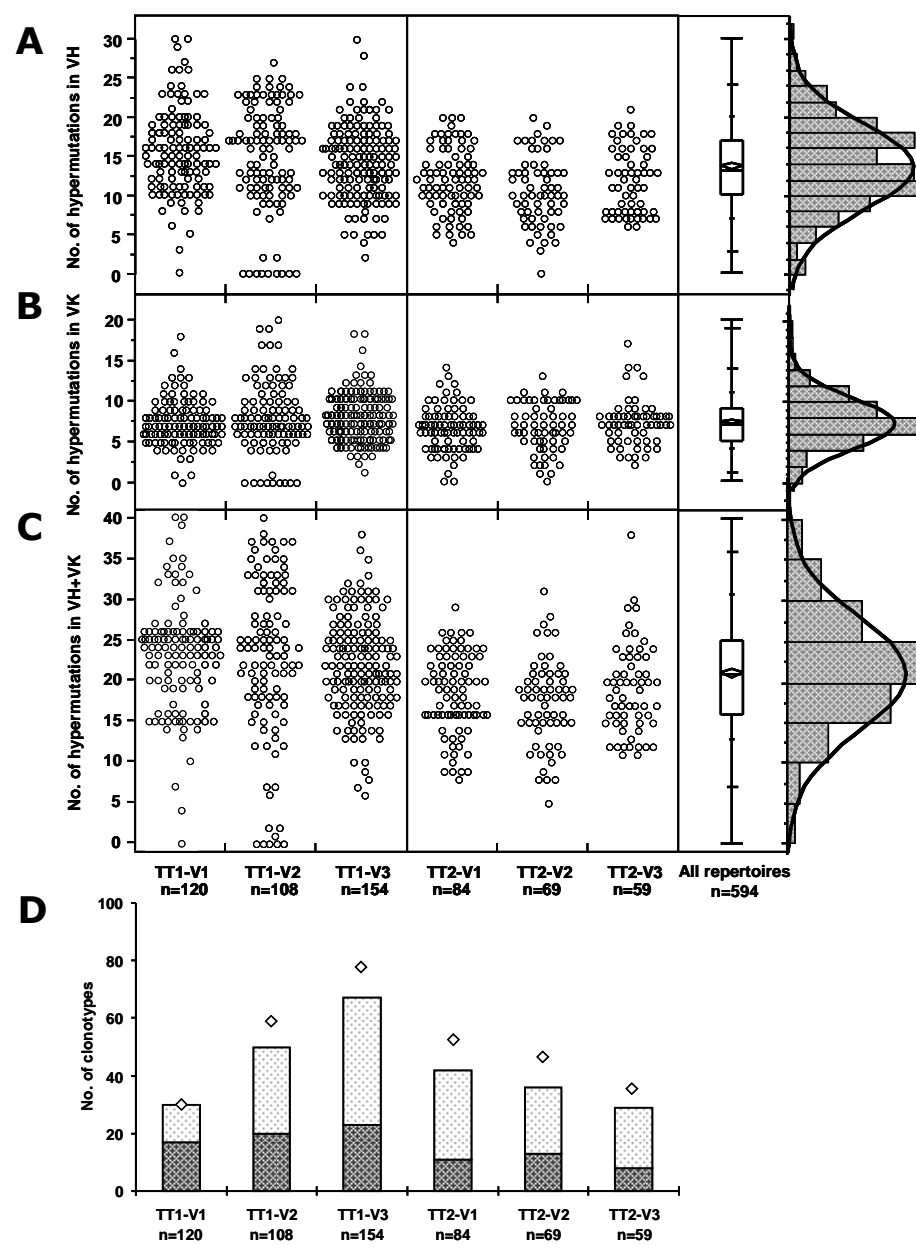 A
No. of hypermutations in VH
30
25
20
15
10
5
0
B
No. of hypermutations in VK
20
15
10
5
0
C
No. of hypermutations in VH+VK
40
35
30
25
20
15
10
5
0
TT1-V1 TT1-V2 TT1-V3 TT2-V1 TT2-V2 TT2-V3 All repertoires
n=120 n=108 n=154 n=84 n=69 n=59 n=594
D
No. of clonotypes
100
80
60
40
20
0
TT1-V1 TT1-V2 TT1-V3 TT2-V1 TT2-V2 TT2-V3
n=120 n=108 n=154 n=84 n=69 n=59